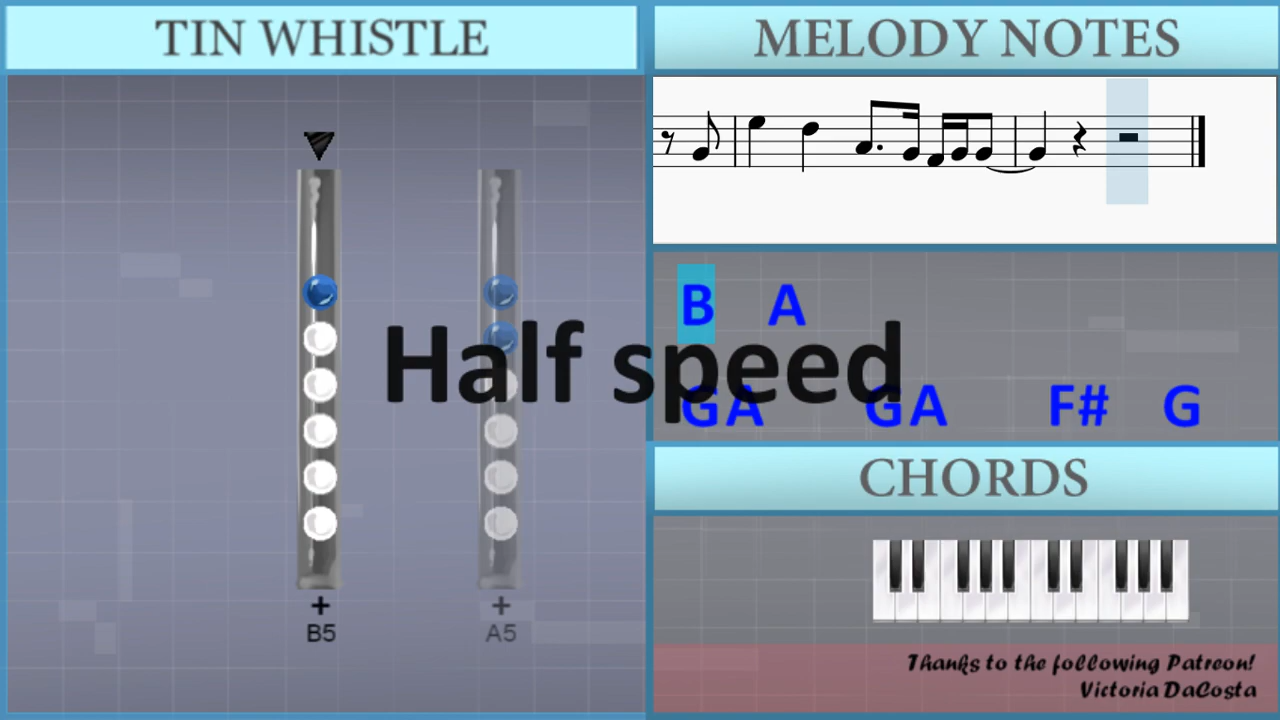 TIN WHISTLE
MELODY NOTES
B A
Half speed
GA GA F# G
CHORDS
+ +
B5 A5
Thanks to the following Patreon!
Victoria DaCosta